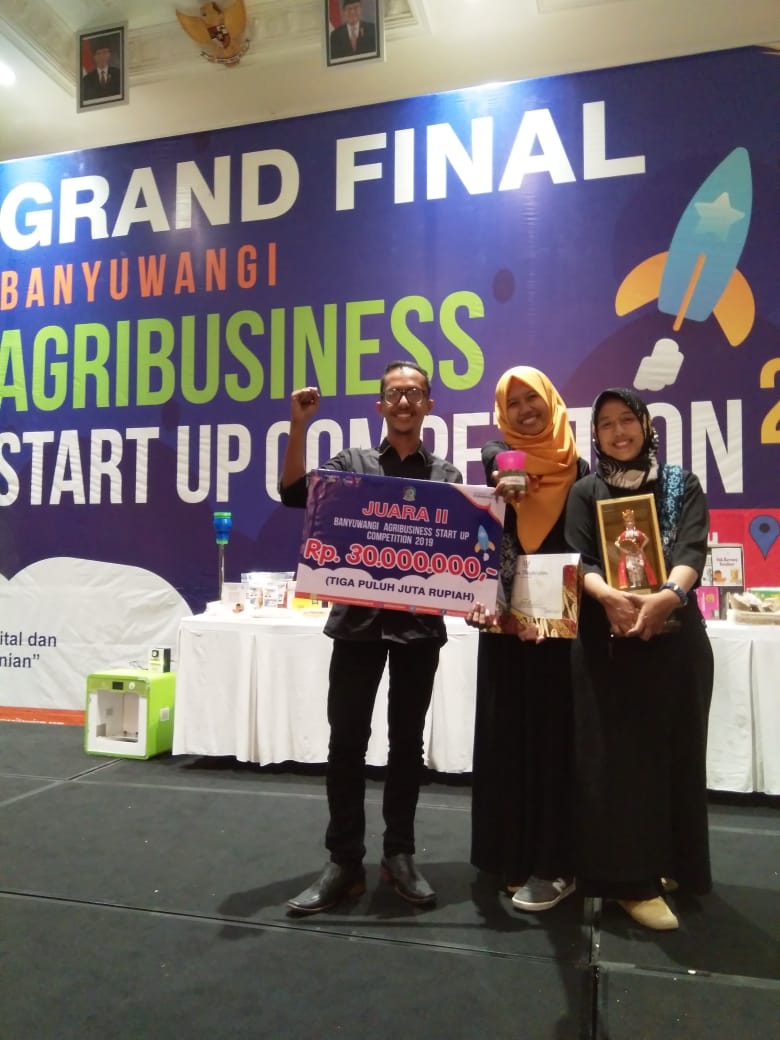 GRAND FINAL
BANYUWANGI
AGRIBUSINESS
START UP COMPETITION 2
ital dan
nian”
JUARA II
BANYUWANGI AGRIBUSINESS START UP
COMPETITION 2019
Rp. 30.000.000,-
(TIGA PULUH JUTA RUPIAH)